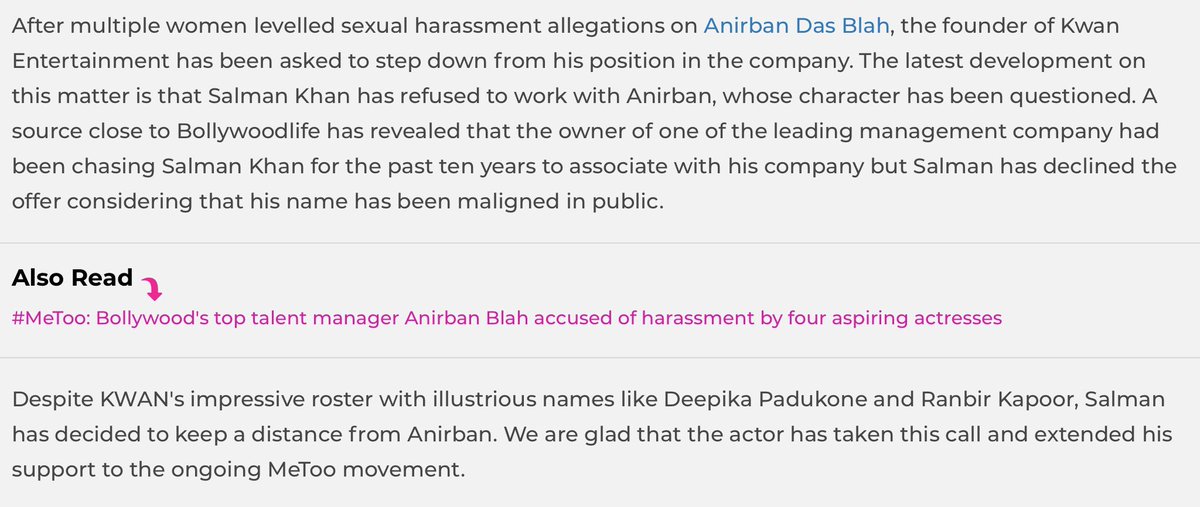 After multiple women levelled sexual harassment allegations on Anirban Das Blah, the founder of Kwan
Entertainment has been asked to step down from his position in the company. The latest development on
this matter is that Salman Khan has refused to work with Anirban, whose character has been questioned. A
source close to Bollywoodlife has revealed that the owner of one of the leading management company had
been chasing Salman Khan for the past ten years to associate with his company but Salman has declined the
offer considering that his name has been maligned in public.
Also Read
#MeToo: Bollywood's top talent manager Anirban Blah accused of harassment by four aspiring actresses
Despite KWAN's impressive roster with illustrious names like Deepika Padukone and Ranbir Kapoor, Salman
has decided to keep a distance from Anirban. We are glad that the actor has taken this call and extended his
support to the ongoing MeToo movement.